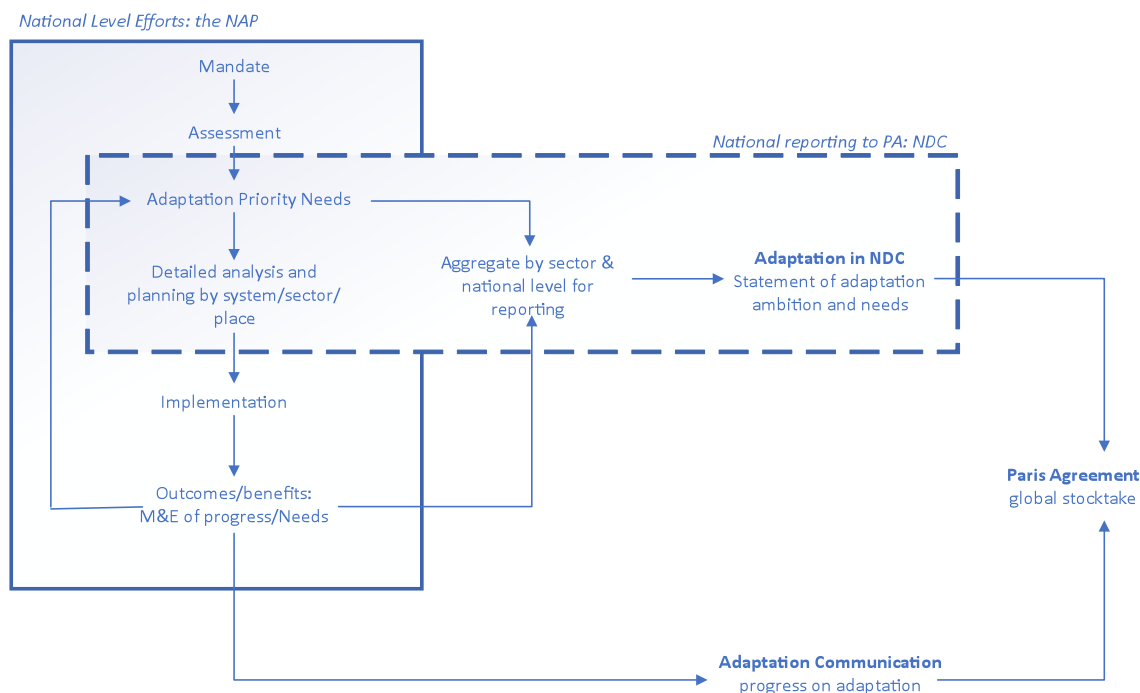 National Level Efforts: the NAP
Mandate
Assessment
National reporting to PA: NDC
Adaptation Priority Needs
Detailed analysis and
planning by system/sector/
place
Aggregate by sector &
national level for
reporting
Adaptation in NDC
Statement of adaptation
ambition and needs
Implementation
Outcomes/benefits:
M&E of progress/Needs
Paris Agreement
global stocktake
Adaptation Communication
progress on adaptation